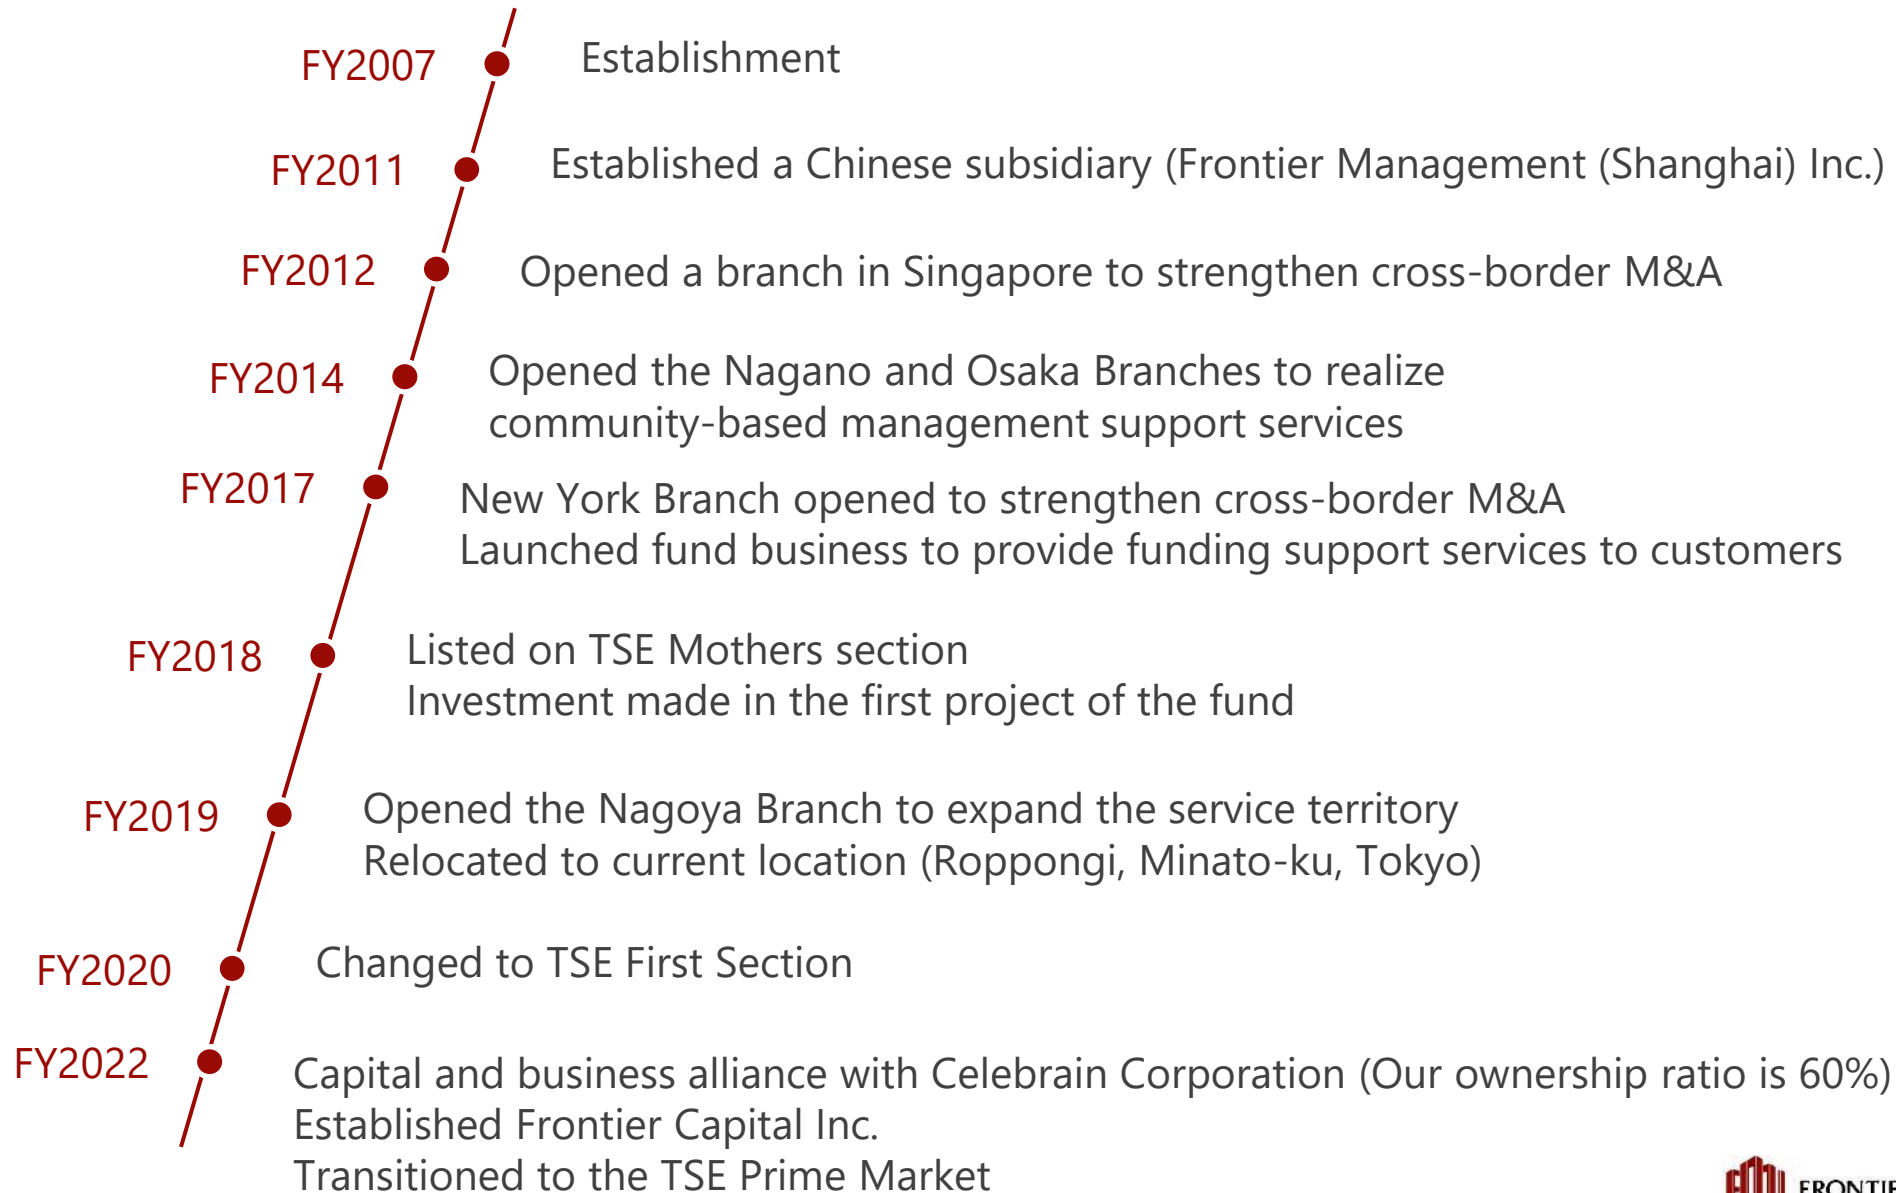 FY2007
Establishment
FY2011
Established a Chinese subsidiary (Frontier Management (Shanghai) Inc.)
FY2012
Opened a branch in Singapore to strengthen cross-border M&A
FY2014
Opened the Nagano and Osaka Branches to realize
community-based management support services
FY2017
New York Branch opened to strengthen cross-border M&A
Launched fund business to provide funding support services to customers
FY2018
Listed on TSE Mothers section
Investment made in the first project of the fund
FY2019
Opened the Nagoya Branch to expand the service territory
Relocated to current location (Roppongi, Minato-ku, Tokyo)
FY2020
Changed to TSE First Section
FY2022
Capital and business alliance with Celebrain Corporation (Our ownership ratio is 60%)
Established Frontier Capital Inc.
Transitioned to the TSE Prime Market